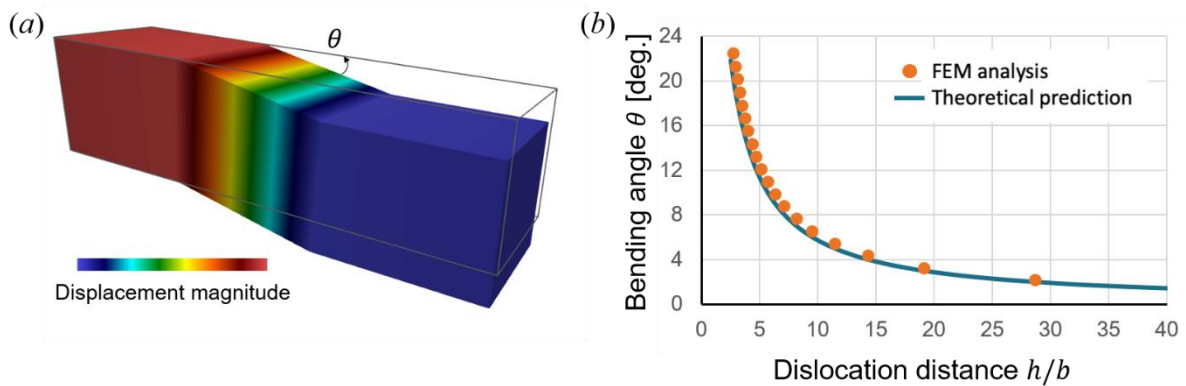 (a)
θ
Displacement magnitude
(b)
Bending angle θ [deg.]
24
20
16
12
8
4
0
FEM analysis
Theoretical prediction
0 5 10 15 20 25 30 35 40
Dislocation distance h/b